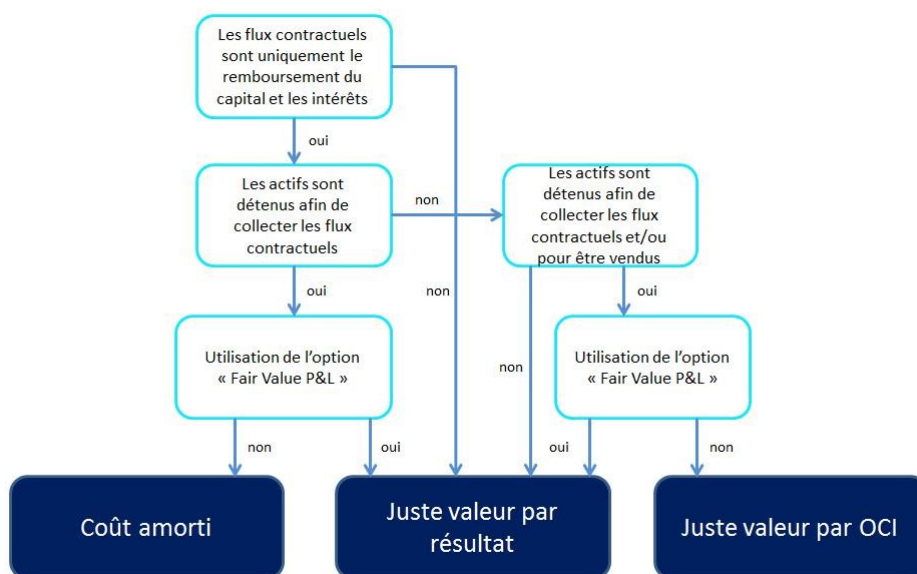 Les flux contractuels
sont uniquement le
remboursement du
capital et les intérêts
oui
Les actifs sont
détenus afin de
collecter les flux
contractuels
non
Les actifs sont
détenus afin de
collecter les flux
contractuels et/ou
pour être vendus
oui
non
oui
Utilisation de l'option
« Fair Value P&L »
non
Utilisation de l'option
« Fair Value P&L »
non
oui
oui
non
Coût amorti
Juste valeur par
résultat
Juste valeur par OCI